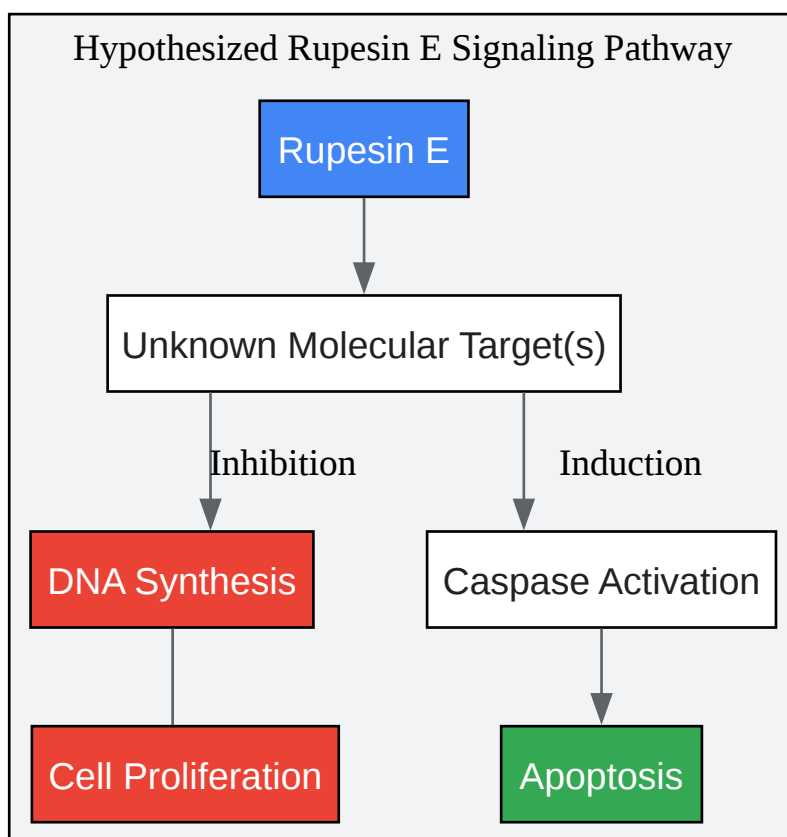 Hypothesized Rupesin E Signaling Pathway
Rupesin E
Unknown Molecular Target(s)
Inhibition
Induction
DNA Synthesis
Caspase Activation
Cell Proliferation
Apoptosis